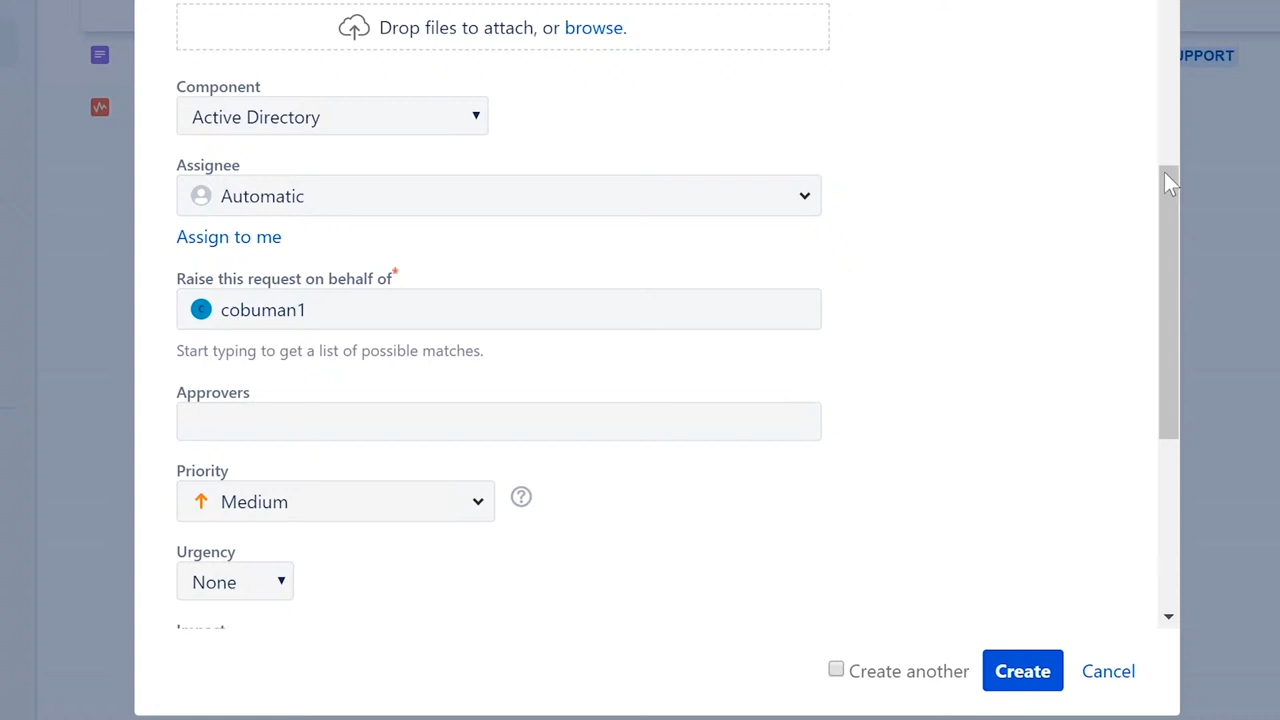 Drop files to attach, or browse.
UPPORT
Component
Active Directory
Assignee
Automatic
Assign to me
Raise this request on behalf of*
C cobuman1
Start typing to get a list of possible matches.
Approvers
Priority
Medium
Urgency
None
Impact
Create another
Create
Cancel